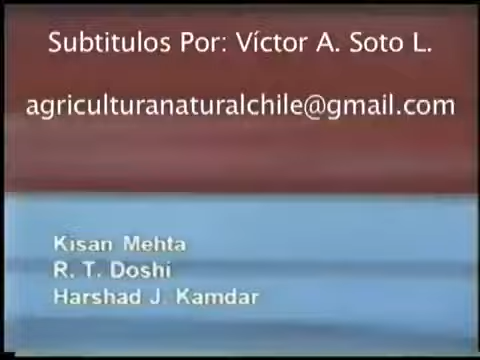 Subtitulos Por: Víctor A. Soto L.
agriculturanaturalchile@gmail.com
Kisan Mehta
R. T. Doshi
Harshad J. Kamdar